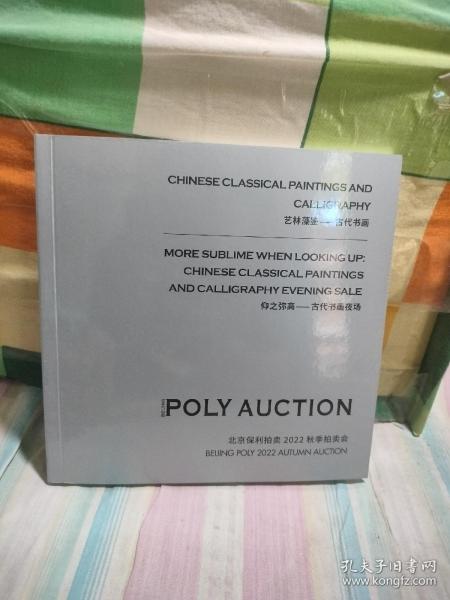 CHINESE CLASSICAL PAINTINGS AND
CALLIGRAPHY
艺林藻鉴——古代书画
MORE SUBLIME WHEN LOOKING UP:
CHINESE CLASSICAL PAINTINGS
AND CALLIGRAPHY EVENING SALE
仰之弥高——古代书画夜场
BEIJING
POLY AUCTION
北京保利拍卖 2022 秋季拍卖会
BEIJING POLY 2022 AUTUMN AUCTION
孔夫子旧书网
www.kongfz.com